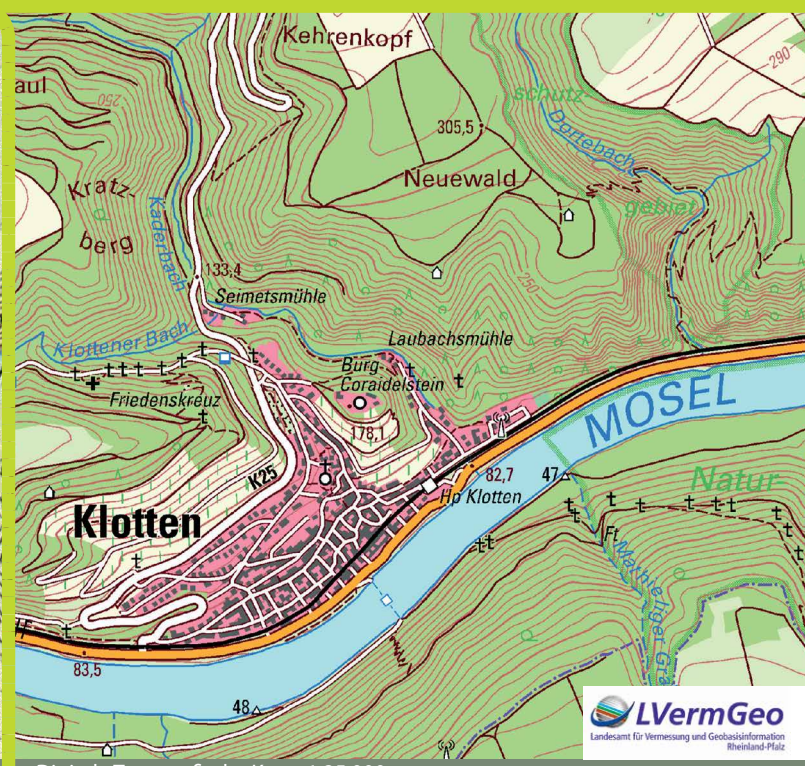 Kehrenkopf
290
aul
250
schutz-
305,5
Dortebach
Kratz-
berg
Neuewald
gebiet
Kaderbach
133,4
250
Seimetsmühle
Klottener Bach
Laubachsmühle
Burg
Coraidelstein
Friedenskreuz
178,1
MOSEL
K25
82,7
47
Natur-
Hp Klotten
Klotten
Ft
83,5
48
LVermGeo
Landesamt für Vermessung und Geobasisinformation
Rheinland-Pfalz